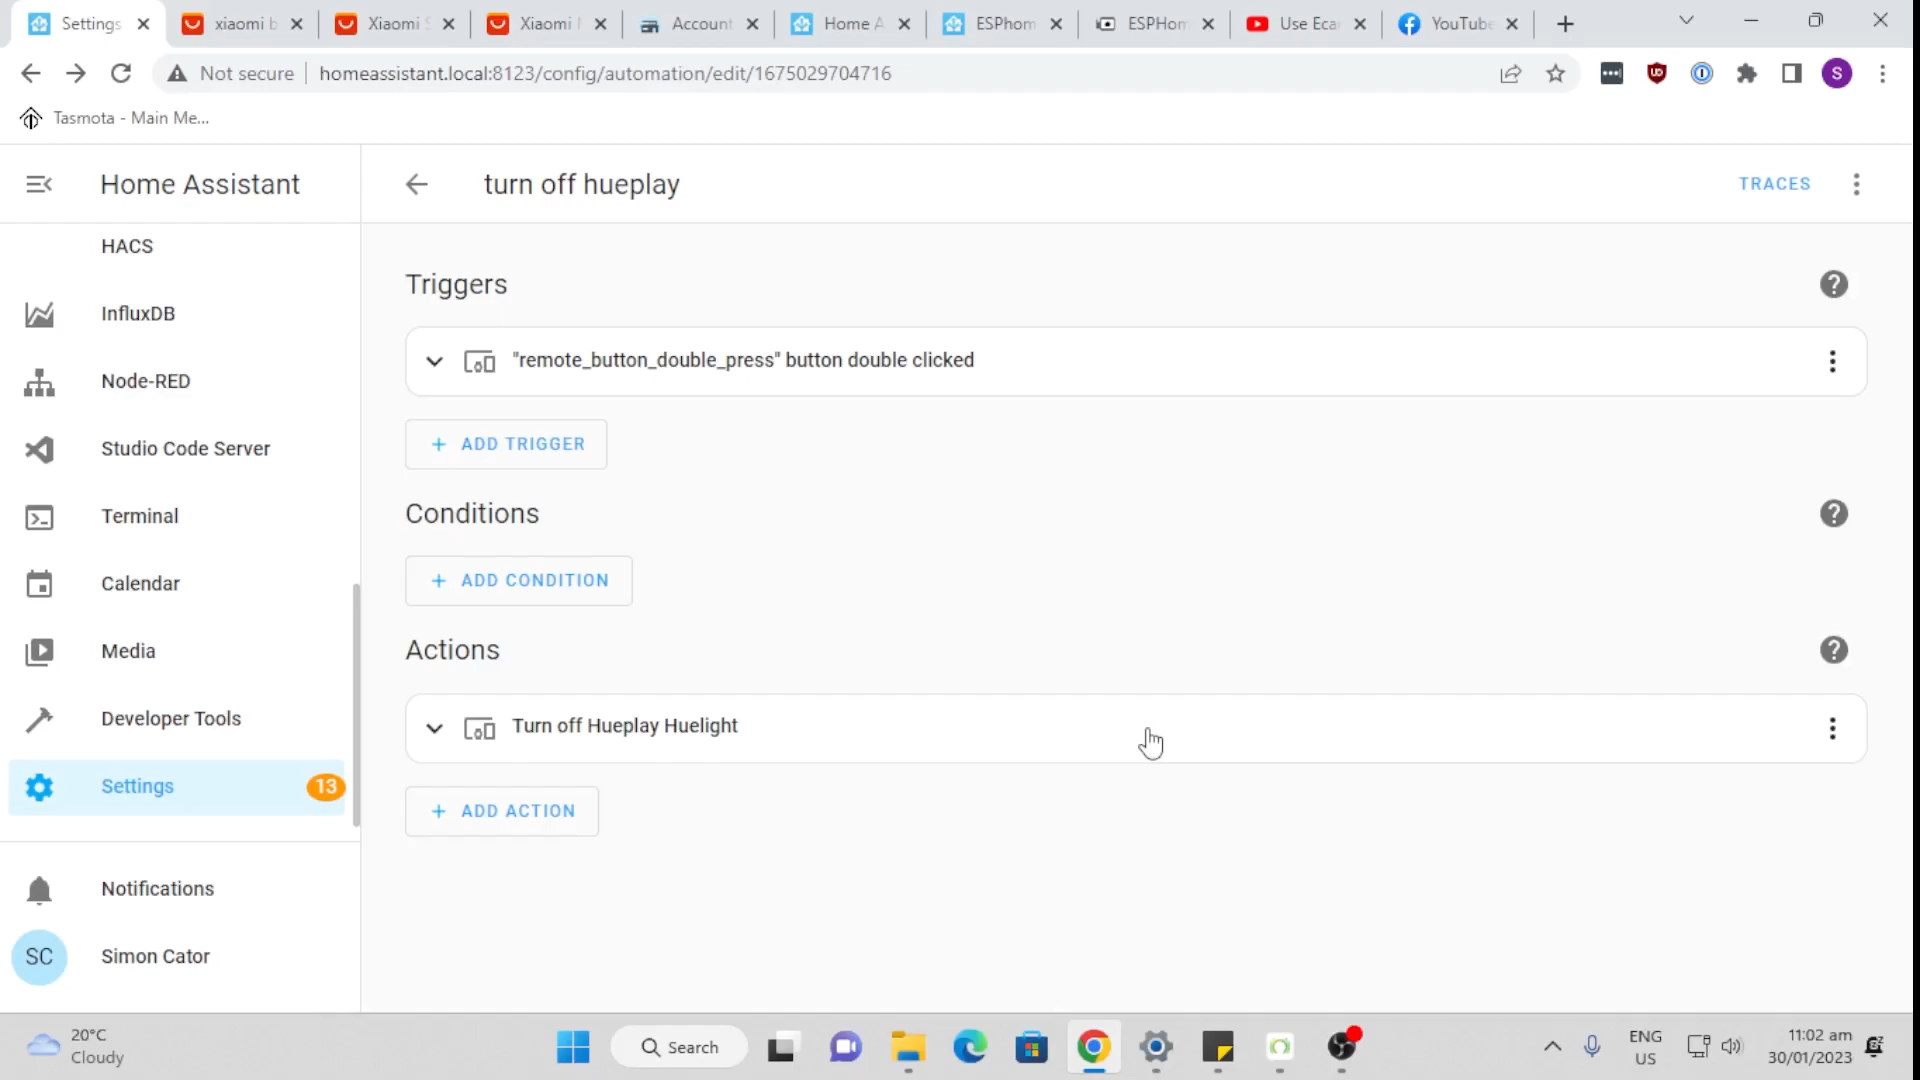 Settings
xiaomi b
Xiaomi S
Xiaomi
Account
Home A
ESPhom
ESPHom
Use Eca
YouTube
Not secure
homeassistant.local:8123/config/automation/edit/1675029704716
S
Tasmota - Main Me...
Home Assistant
turn off hueplay
TRACES
HACS
Triggers
InfluxDB
"remote_button_double_press" button double clicked
Node-RED
+ ADD TRIGGER
Studio Code Server
Conditions
Terminal
+ ADD CONDITION
Calendar
Actions
Media
Developer Tools
Turn off Hueplay Huelight
Settings
13
+ ADD ACTION
Notifications
SC
Simon Cator
20°C
Cloudy
Search
ENG
US
11:02 am
30/01/2023